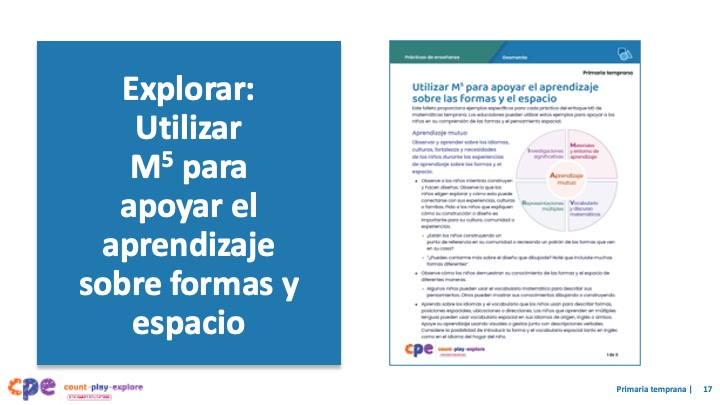 Explorar:
Utilizar
M⁵ para
apoyar el
aprendizaje
sobre formas y
espacio
Prácticas de enseñanza
Geometría
Primaria temprana
Utilizar M⁵ para apoyar el aprendizaje
sobre las formas y el espacio
Este folleto proporciona ejemplos específicos para cada práctica del enfoque M5 de
matemáticas temprana. Los educadores pueden utilizar estos ejemplos para apoyar a los
niños en su comprensión de las formas y el pensamiento espacial.
Aprendizaje mutuo
Observar y aprender sobre los idiomas,
culturas, fortalezas y necesidades
de los niños durante las experiencias
de aprendizaje sobre las formas y el
espacio.
• Observe a los niños mientras construyen
y hacen diseños. Observe lo que los
niños eligen explorar y cómo esto puede
conectarse con sus experiencias, culturas
o familias. Pida a los niños que expliquen
cómo su construcción o diseño es
importante para su cultura, comunidad o
experiencias.
- ¿Están los niños construyendo un
punto de referencia en su comunidad o recreando un patrón de las formas que ven
en su casa?
- "¿Puedes contarme más sobre el diseño que dibujaste? Noté que incluiste muchas
formas diferentes".
• Observe cómo los niños demuestran su conocimiento de las formas y el espacio de
diferentes maneras.
- Algunos niños pueden usar el vocabulario matemático para describir sus
pensamientos. Otros pueden mostrar sus conocimientos dibujando o construyendo.
• Aprenda sobre los idiomas y el vocabulario que los niños usan para describir formas,
posiciones espaciales, ubicaciones o direcciones. Los niños que aprenden en múltiples
lenguas pueden usar vocabulario espacial en sus idiomas de origen, inglés o ambos.
Apoye su aprendizaje usando visuales o gestos junto con descripciones verbales.
Considere la posibilidad de introducir la forma y el vocabulario espacial tanto en inglés
como en el idioma del hogar del niño.
Investigaciones
significativas
Materiales
y entorno de
aprendizaje
Aprendizaje
mutuo
Representaciones
múltiples
Vocabulario
y discurso
matemáticos
cpe
1 de 5
cpe count·play·explore
Primaria temprana | 17